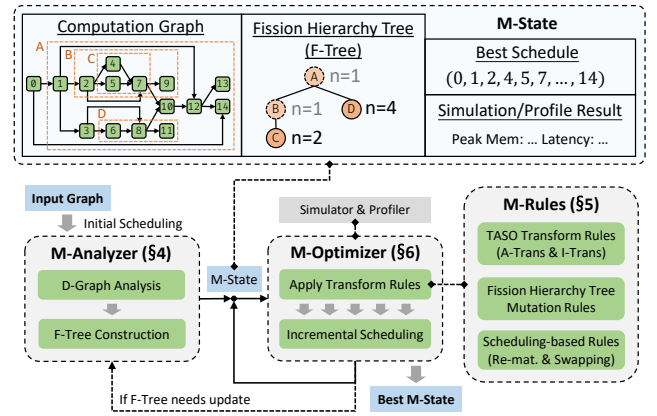 Computation Graph
A
B
C
D
0
1
2
4
5
7
9
3
6
8
10
11
12
13
14
Fission Hierarchy Tree
(F-Tree)
A n=1
B n=1
D n=4
C n=2
M-State
Best Schedule
(0, 1, 2, 4, 5, 7, ... , 14)
Simulation/Profile Result
Peak Mem: ... Latency: ...
Input Graph
Initial Scheduling
M-Analyzer (§4)
D-Graph Analysis
F-Tree Construction
M-State
Simulator & Profiler
M-Optimizer (§6)
Apply Transform Rules
Incremental Scheduling
If F-Tree needs update
Best M-State
M-Rules (§5)
TASO Transform Rules
(A-Trans & I-Trans)
Fission Hierarchy Tree
Mutation Rules
Scheduling-based Rules
(Re-mat. & Swapping)